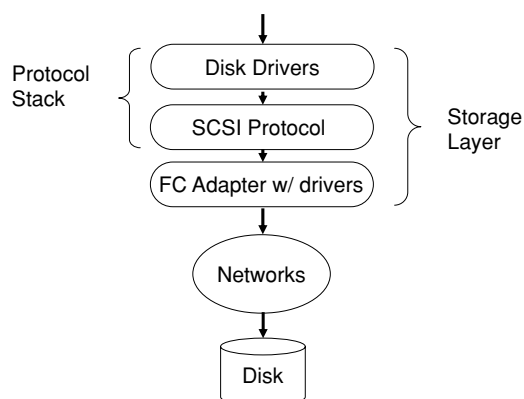 Disk Drivers
Protocol
Stack
SCSI Protocol
Storage
Layer
FC Adapter w/ drivers
Networks
Disk